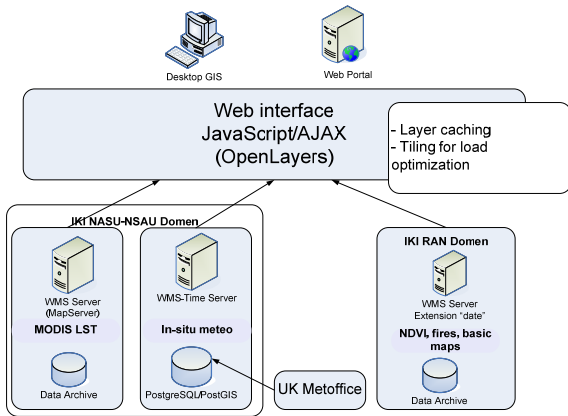 Desktop GIS
Web Portal
Web interface
JavaScript/AJAX
(OpenLayers)
- Layer caching
- Tiling for load
optimization
IKI NASU-NSAU Domen
WMS Server
(MapServer)
MODIS LST
Data Archive
WMS-Time Server
In-situ meteo
PostgreSQL/PostGIS
UK Metoffice
IKI RAN Domen
WMS Server
Extension “date”
NDVI, fires, basic
maps
Data Archive